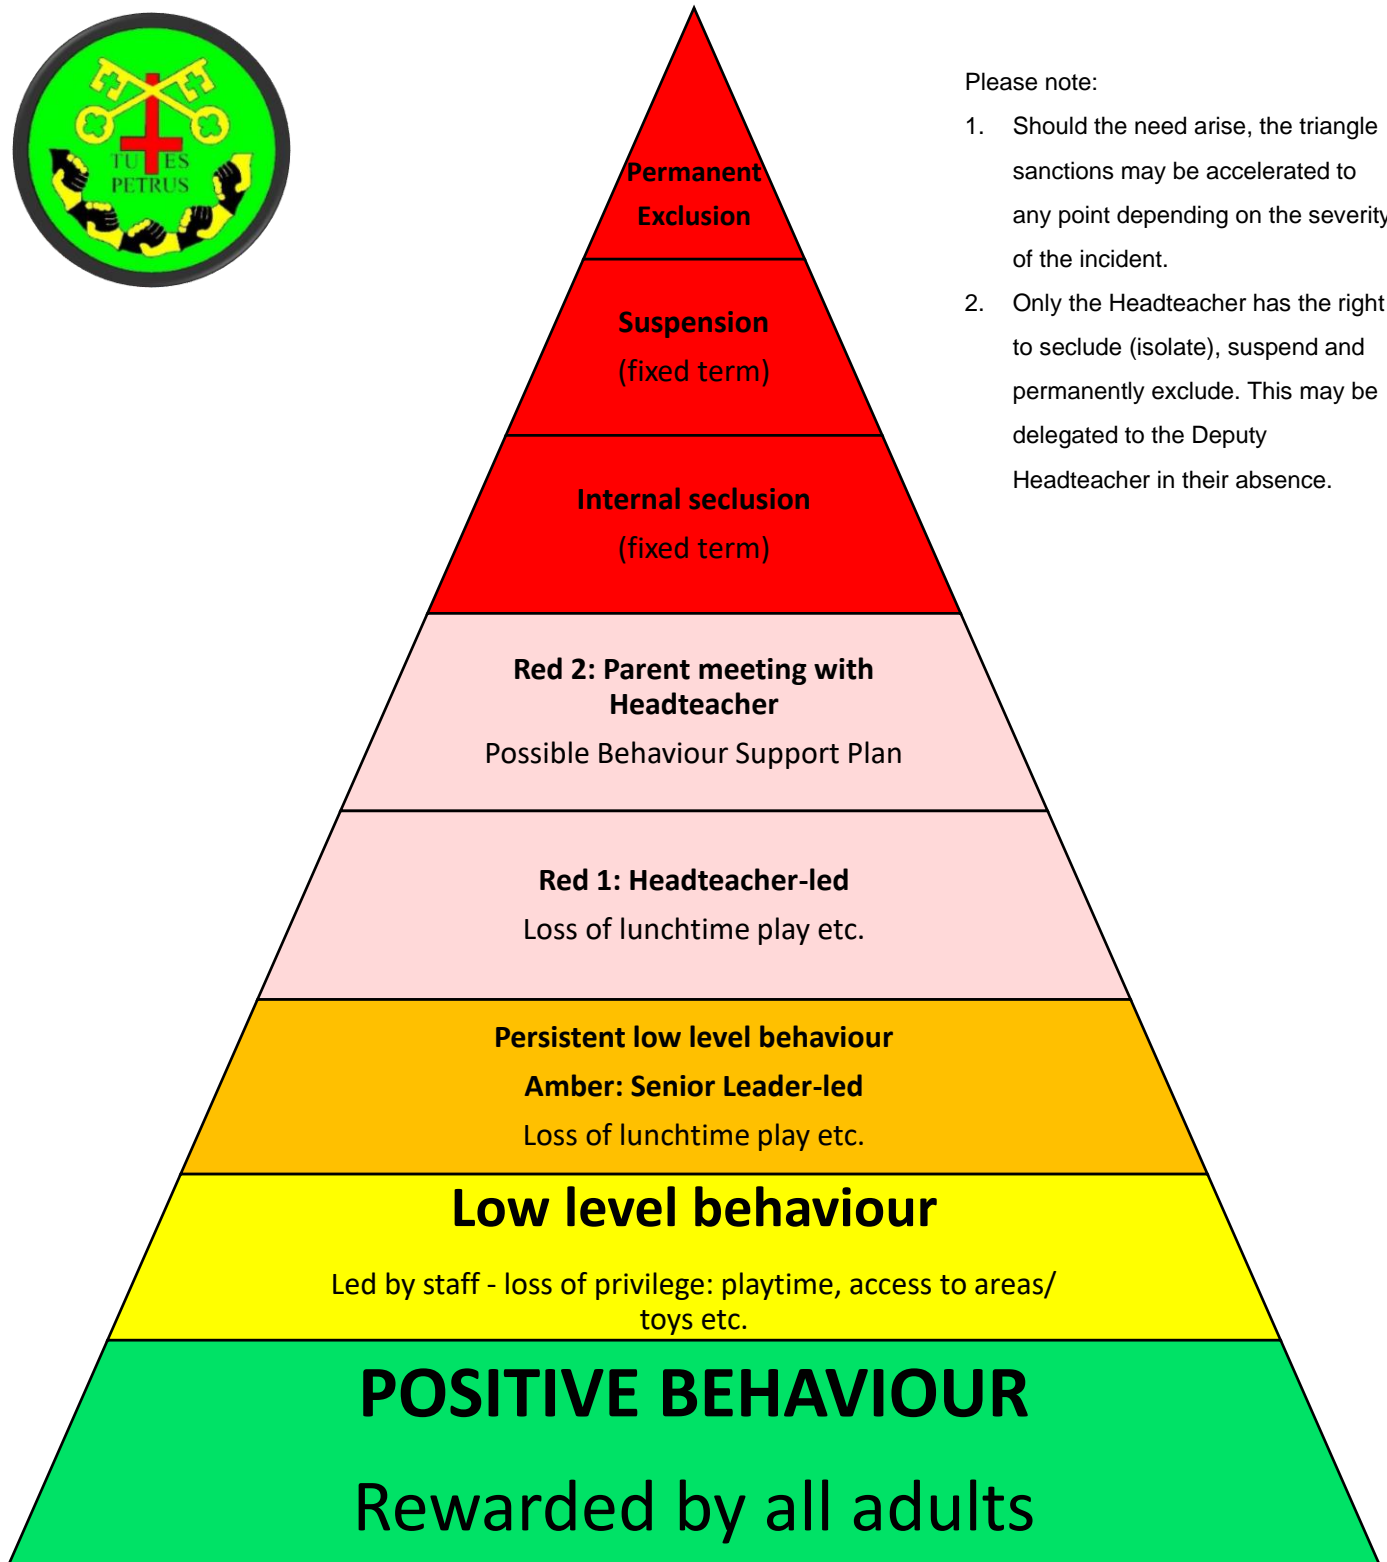 TU ES
PETRUS
Please note:
1. Should the need arise, the triangle
sanctions may be accelerated to
any point depending on the severity
of the incident.
2. Only the Headteacher has the right
to seclude (isolate), suspend and
permanently exclude. This may be
delegated to the Deputy
Headteacher in their absence.
Permanent
Exclusion
Suspension
(fixed term)
Internal seclusion
(fixed term)
Red 2: Parent meeting with
Headteacher
Possible Behaviour Support Plan
Red 1: Headteacher-led
Loss of lunchtime play etc.
Persistent low level behaviour
Amber: Senior Leader-led
Loss of lunchtime play etc.
Low level behaviour
Led by staff - loss of privilege: playtime, access to areas/
toys etc.
POSITIVE BEHAVIOUR
Rewarded by all adults